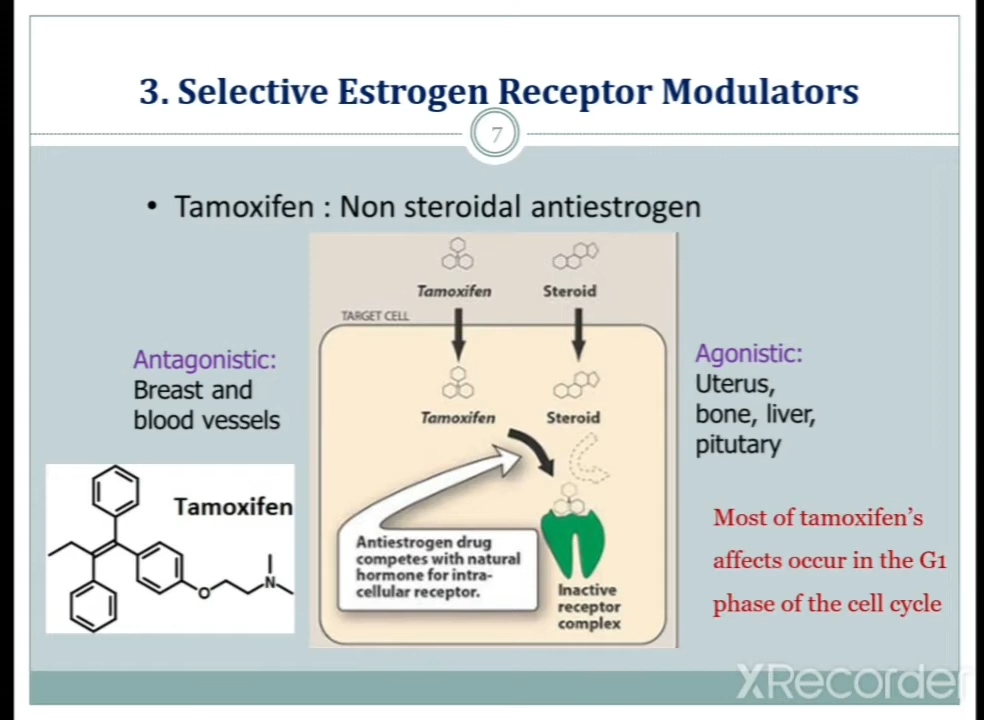 3. Selective Estrogen Receptor Modulators
7
• Tamoxifen : Non steroidal antiestrogen
Tamoxifen
Steroid
TARGET CELL
Tamoxifen
Steroid
Antiestrogen drug
competes with natural
hormone for intra-
cellular receptor.
Inactive
receptor
complex
Antagonistic:
Breast and
blood vessels
Agonistic:
Uterus,
bone, liver,
pitutary
Tamoxifen
N
O
Most of tamoxifen's
affects occur in the G1
phase of the cell cycle
XRecorder